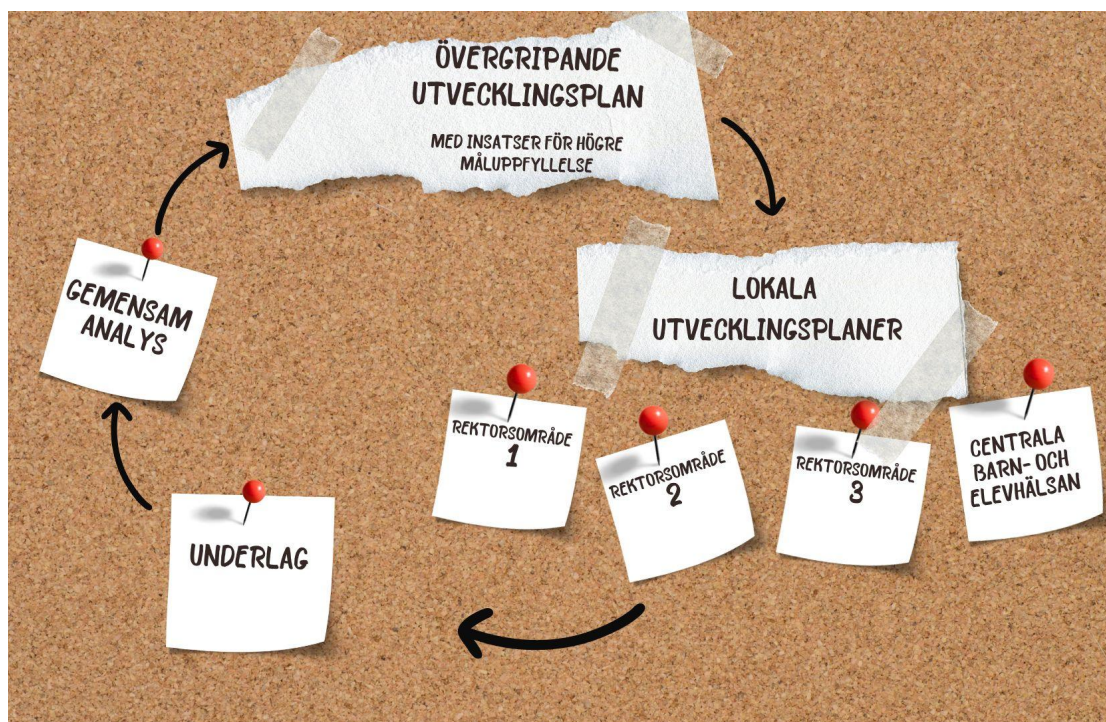 ÖVERGRIPANDE
UTVECKLINGSPLAN
MED INSATSER FÖR HÖGRE
MÅLUPPFYLLELSE
LOKALA
UTVECKLINGSPLANER
REKTORSOMRÅDE
1
REKTORSOMRÅDE
2
REKTORSOMRÅDE
3
CENTRALA
BARN- OCH
ELEVHÄLSAN
UNDERLAG
GEMENSAM
ANALYS